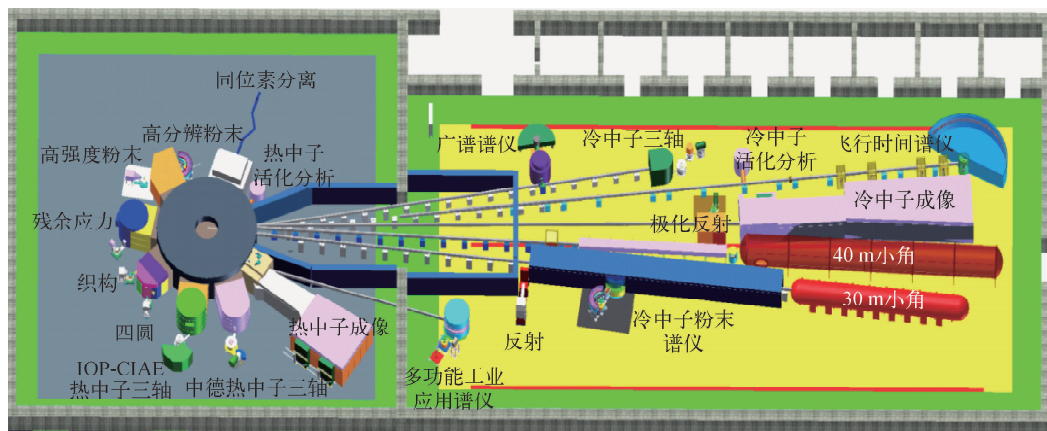 同位素分离
高分辨粉末
高强度粉末
热中子
活化分析
残余应力
织构
四圆
IOP-CIAE
热中子三轴
中德热中子三轴
热中子成像
广谱谱仪
冷中子三轴
冷中子
活化分析
飞行时间谱仪
冷中子成像
极化反射
40 m小角
30 m小角
冷中子粉末
谱仪
反射
多功能工业
应用谱仪